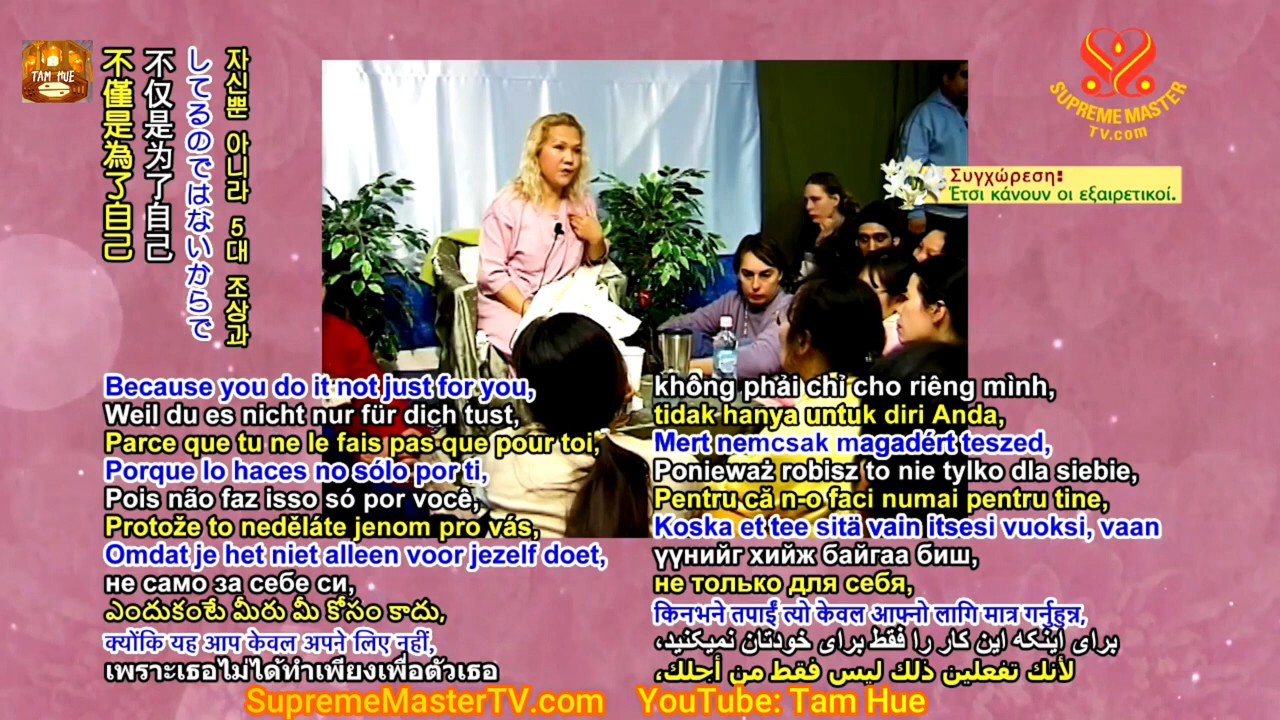 TAM HUE
不僅是為了自己
不仅是为了自己
してるのではないからで
자신뿐 아니라 5대 조상과
SUPREME MASTER
TV.com
Συγχώρεση:
Έτσι κάνουν οι εξαιρετικοί.
Because you do it not just for you,
Weil du es nicht nur für dich tust,
Parce que tu ne le fais pas que pour toi,
Porque lo haces no sólo por ti,
Pois não faz isso só por você,
Protože to neděláte jenom pro vás,
Omdat je het niet alleen voor jezelf doet,
не само за себе си,
ఎందుకంటే మీరు మీ కోసం కాదు,
क्योंकि यह आप केवल अपने लिए नहीं,
เพราะเธอไม่ได้ทำเพียงเพื่อตัวเธอ
không phải chỉ cho riêng mình,
tidak hanya untuk diri Anda,
Mert nemcsak magadért teszed,
Ponieważ robisz to nie tylko dla siebie,
Pentru că n-o faci numai pentru tine,
Koska et tee sitä vain itsesi vuoksi, vaan
үүнийг хийж байгаа биш,
не только для себя,
किनभने तपाईं त्यो केवल आफ्नो लागि मात्र गर्नुहुन्न,
برای اینکه این کار را فقط برای خودتان نمیکنید،
لأنك تفعلين ذلك ليس فقط من أجلك،
SupremeMasterTV.com YouTube: Tam Hue